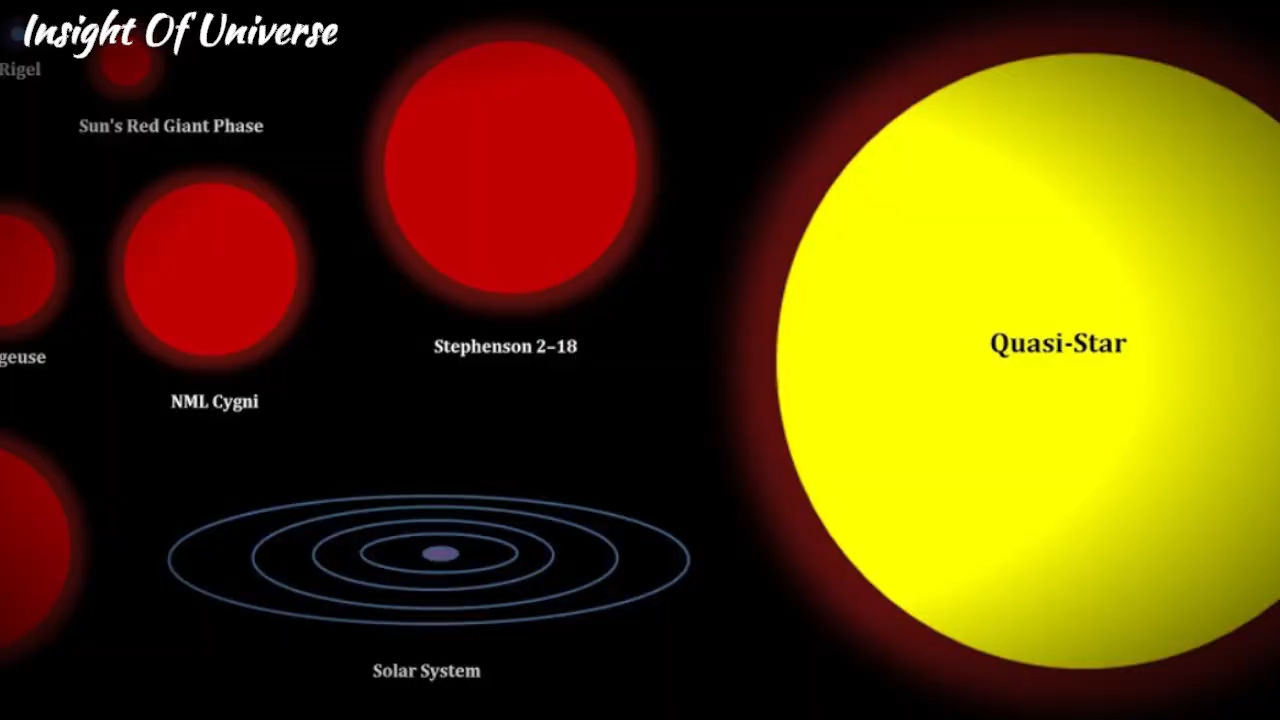 Insight Of Universe
Rigel
Sun's Red Giant Phase
Stephenson 2-18
Quasi-Star
geuse
NML Cygni
Solar System